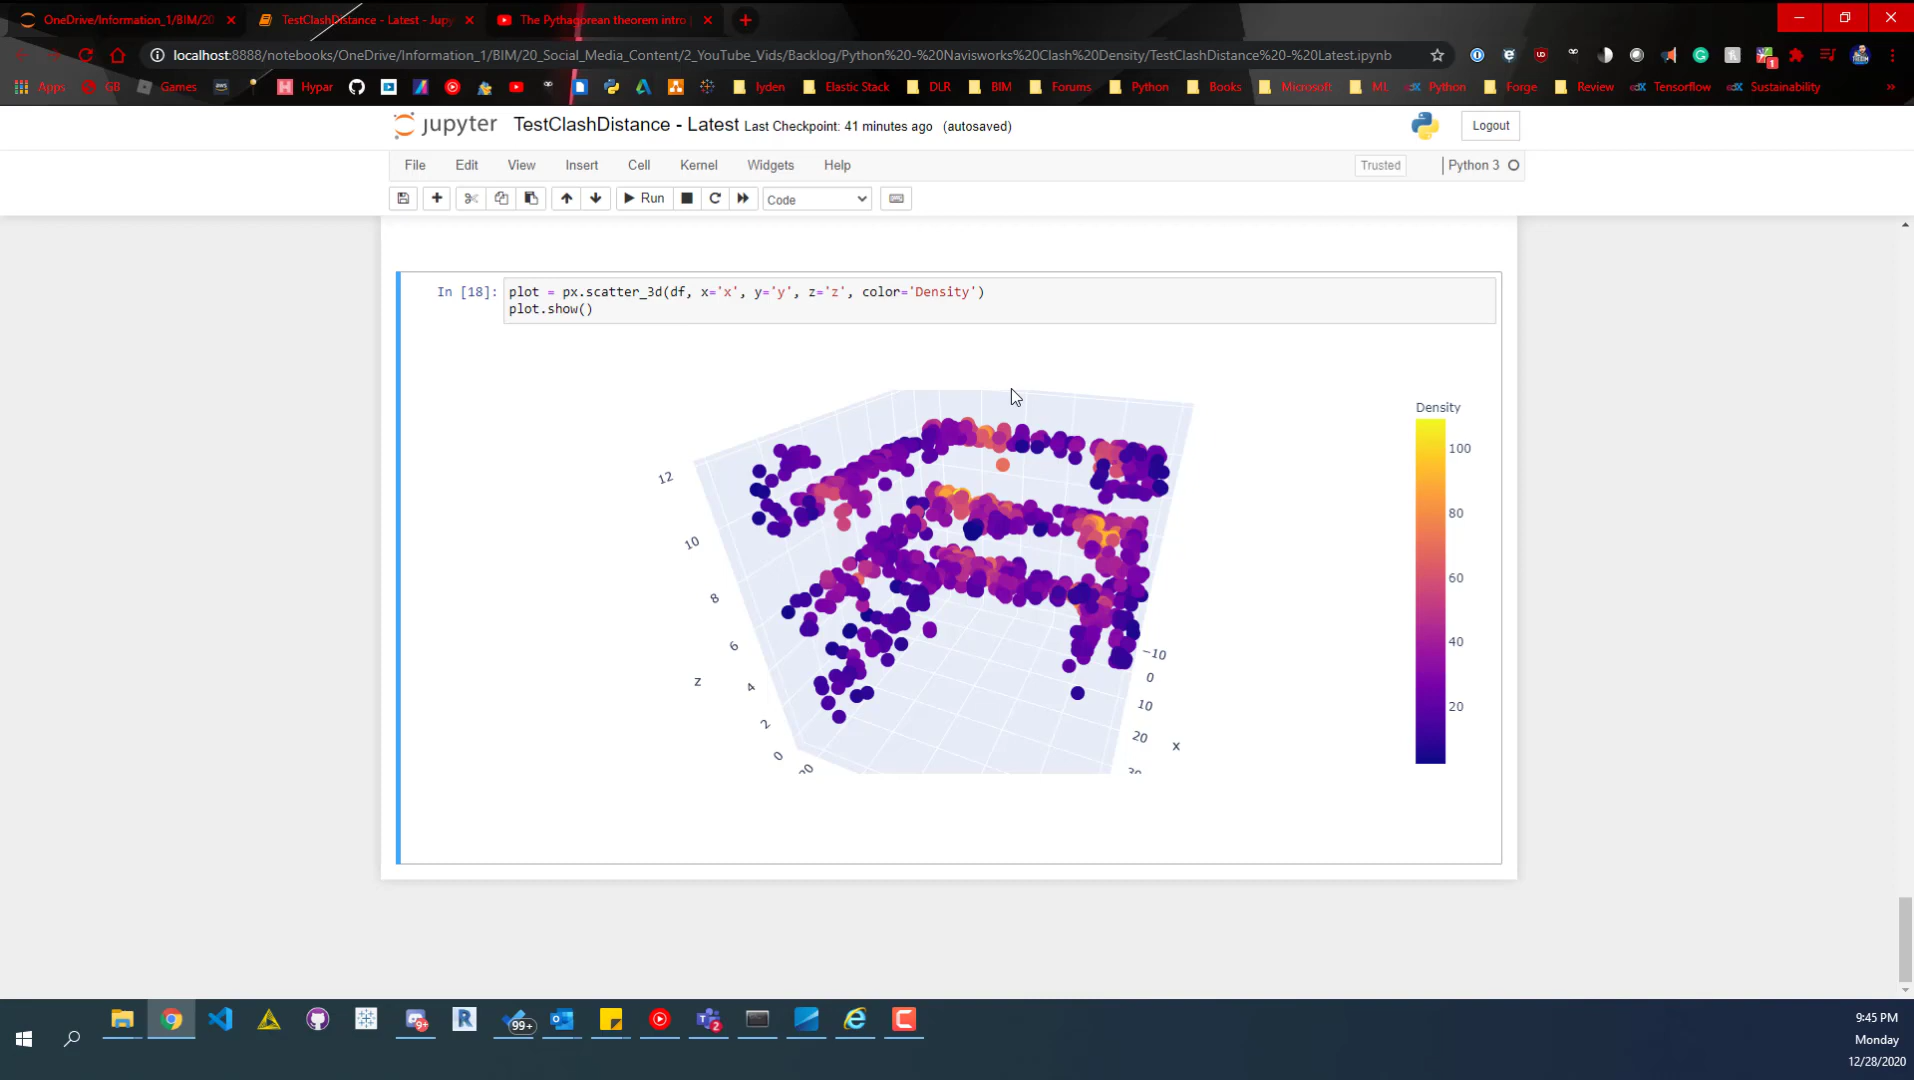 OneDrive/Information_1/BIM/20
TestClashDistance - Latest - Jupy
The Pythagorean theorem intro |
localhost:8888/notebooks/OneDrive/Information_1/BIM/20_Social_Media_Content/2_YouTube_Vids/Backlog/Python%20-%20Navisworks%20Clash%20Density/TestClashDistance%20-%20Latest.ipynb
Apps GB Games aws Hypar Iyden Elastic Stack DLR BIM Forums Python Books Microsoft ML Python Forge Review Tensorflow Sustainability »
jupyter TestClashDistance - Latest Last Checkpoint: 41 minutes ago (autosaved) Logout
File Edit View Insert Cell Kernel Widgets Help Trusted Python 3
Run Code
In [18]: plot = px.scatter_3d(df, x='x', y='y', z='z', color='Density')
plot.show()
Density
100
80
60
40
20
12
10
8
6
4
2
0
z
−10
0
10
20
x
9+
R
99+
2
9:45 PM
Monday
12/28/2020